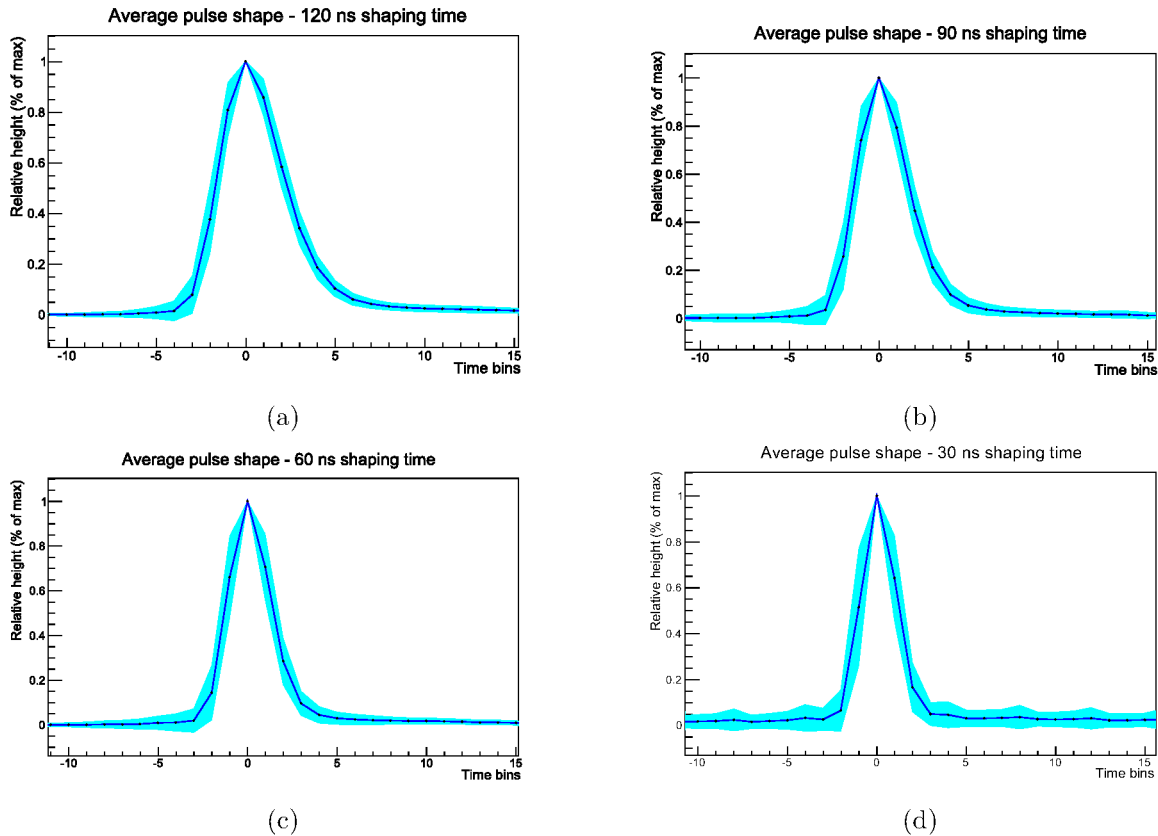 Average pulse shape - 120 ns shaping time
Relative height (% of max)
1
0.8
0.6
0.4
0.2
0
-10 -5 0 5 10 15
Time bins
(a)
Average pulse shape - 90 ns shaping time
Relative height (% of max)
1
0.8
0.6
0.4
0.2
0
-10 -5 0 5 10 15
Time bins
(b)
Average pulse shape - 60 ns shaping time
Relative height (% of max)
1
0.8
0.6
0.4
0.2
0
-10 -5 0 5 10 15
Time bins
(c)
Average pulse shape - 30 ns shaping time
Relative height (% of max)
1
0.8
0.6
0.4
0.2
0
-10 -5 0 5 10 15
Time bins
(d)